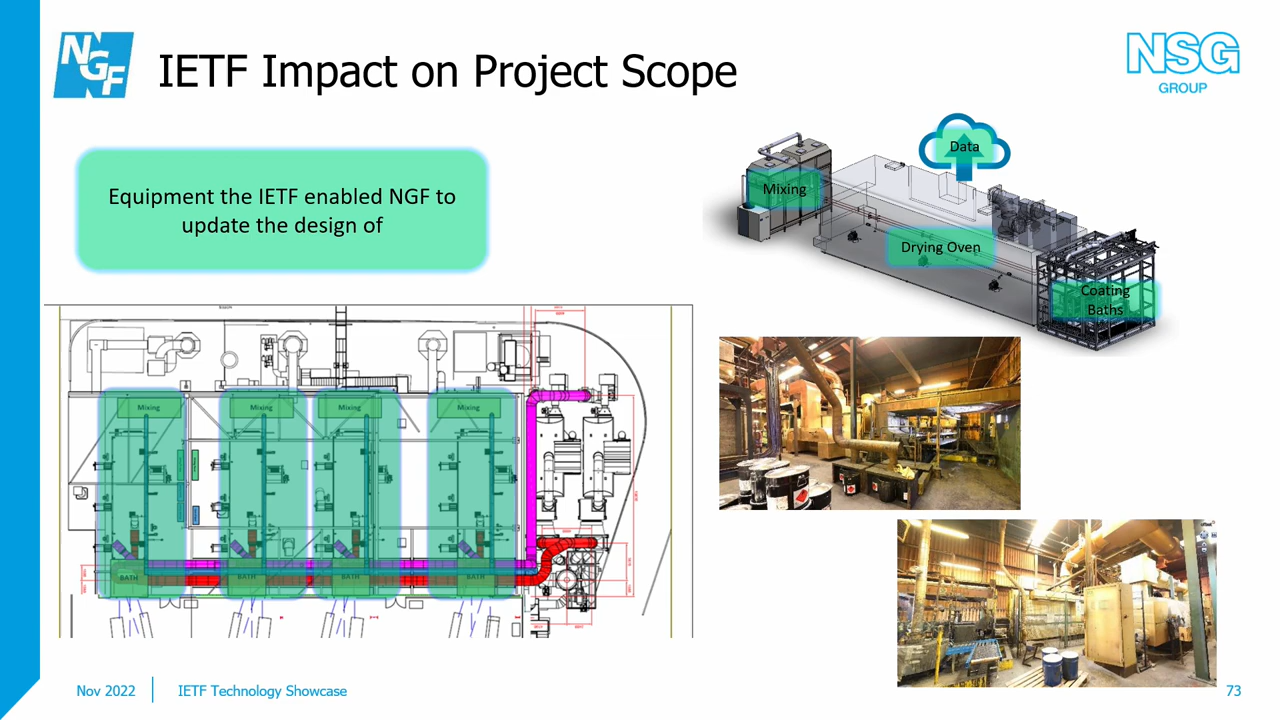 NGF
IETF Impact on Project Scope
NSG
GROUP
Equipment the IETF enabled NGF to
update the design of
Data
Mixing
Drying Oven
Coating
Baths
Mixing
Mixing
Mixing
Mixing
BATH
BATH
BATH
BATH
Nov 2022
IETF Technology Showcase
73